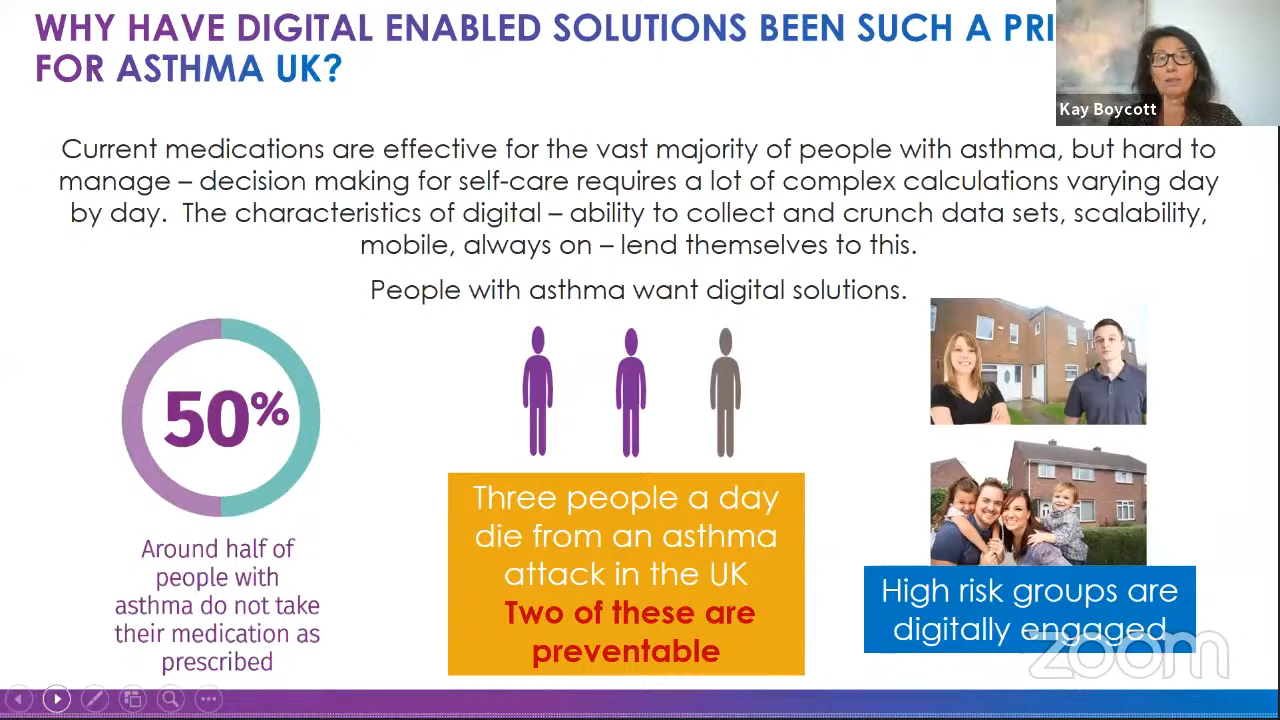 WHY HAVE DIGITAL ENABLED SOLUTIONS BEEN SUCH A PRI
FOR ASTHMA UK?
Kay Boycott
Current medications are effective for the vast majority of people with asthma, but hard to
manage – decision making for self-care requires a lot of complex calculations varying day
by day. The characteristics of digital – ability to collect and crunch data sets, scalability,
mobile, always on – lend themselves to this.
People with asthma want digital solutions.
50%
Around half of
people with
asthma do not take
their medication as
prescribed
Three people a day
die from an asthma
attack in the UK
Two of these are
preventable
High risk groups are
digitally engaged
zoom